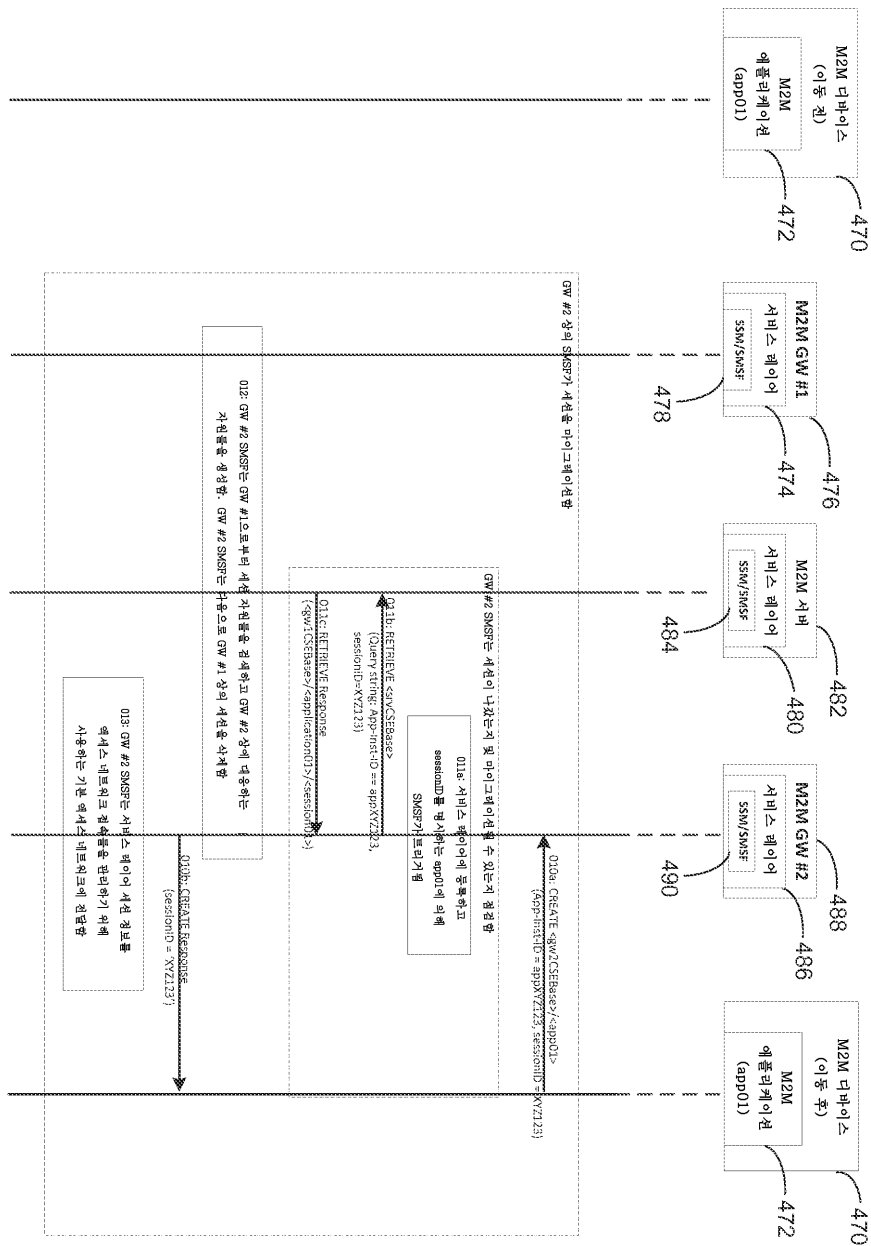 M2M 디바이스
(이동 전)
M2M
애플리케이션
(app01)
472
470
M2M GW #1
서비스 레이어
SSM/SMSF
478
474
476
M2M 서버
서비스 레이어
SSM/SMSF
484
480
482
M2M GW #2
서비스 레이어
SSM/SMSF
490
486
488
M2M 디바이스
(이동 후)
M2M
애플리케이션
(app01)
472
470
GW #2 상의 SMSF가 세션을 마이그레이션함
010a: CREATE <gw2CSEBase>/<app01>
(App-Inst-ID = appXYZ123, sessionID = XYZ123)
GW #2 SMSF는 세션이 나갔는지 및 마이그레이션될 수 있는지 점검함
011a: 서비스 레이어에 등록하고
sessionID를 명시하는 app01에 의해
SMSF가 트리거됨
011b: RETRIEVE <srvCSEBase>
(Query string: App-Inst-ID == appXYZ123,
sessionID=XYZ123)
011c: RETRIEVE Response
(<gw1CSEBase>/<application01>/<session01>)
012: GW #2 SMSF는 GW #1으로부터 세션 자원들을 검색하고 GW #2 상에 대응하는
자원들을 생성함. GW #2 SMSF는 다음으로 GW #1 상의 세션을 삭제함
010b: CREATE Response
(sessionID = 'XYZ123')
013: GW #2 SMSF는 서비스 레이어 세션 정보를
액세스 네트워크 접속들을 관리하기 위해
사용하는 기본 액세스 네트워크에 전달함